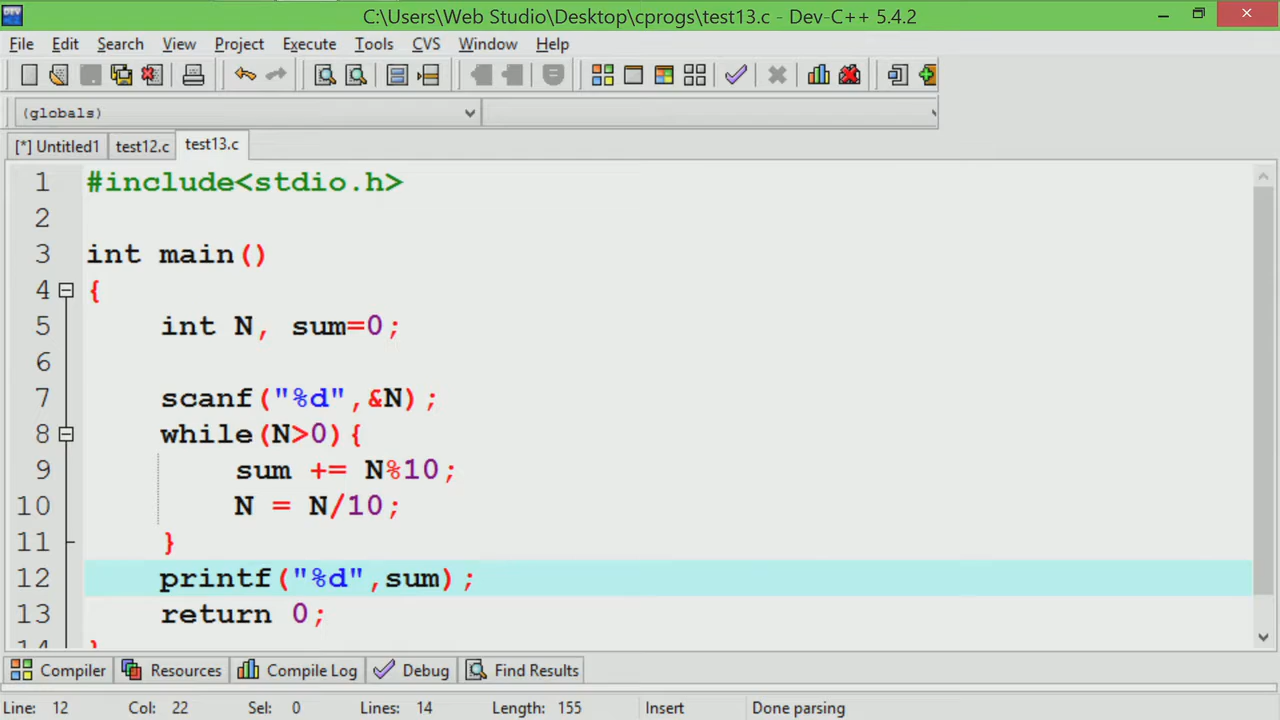 C:\Users\Web Studio\Desktop\cprogs\test13.c - Dev-C++ 5.4.2
File Edit Search View Project Execute Tools CVS Window Help
(globals)
[*] Untitled1 test12.c test13.c
1 #include<stdio.h>
2
3 int main()
4 {
5 int N, sum=0;
6
7 scanf("%d",&N);
8 while(N>0){
9 sum += N%10;
10 N = N/10;
11 }
12 printf("%d",sum);
13 return 0;
14 }
Compiler Resources Compile Log Debug Find Results
Line: 12 Col: 22 Sel: 0 Lines: 14 Length: 155 Insert Done parsing